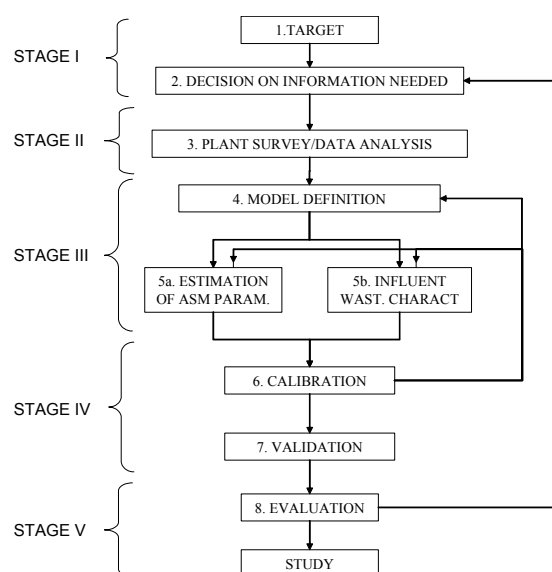 1.TARGET
STAGE I
2. DECISION ON INFORMATION NEEDED
STAGE II
3. PLANT SURVEY/DATA ANALYSIS
4. MODEL DEFINITION
STAGE III
5a. ESTIMATION
OF ASM PARAM.
5b. INFLUENT
WAST. CHARACT
6. CALIBRATION
STAGE IV
7. VALIDATION
8. EVALUATION
STAGE V
STUDY